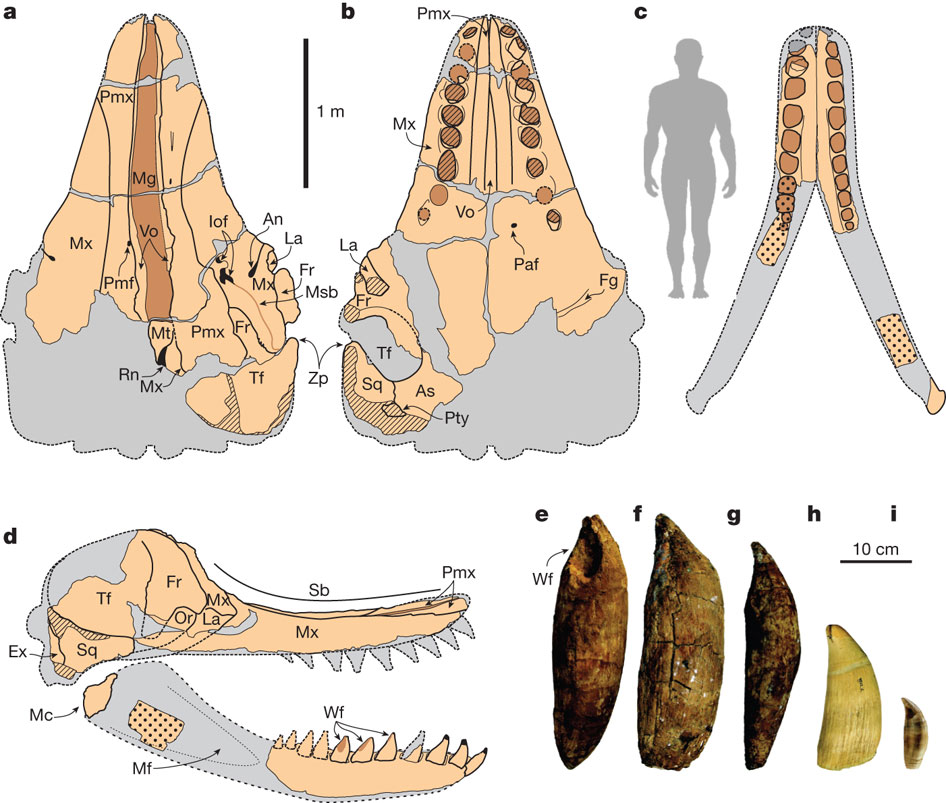 a
Pmx
Mg
Mx
Vo
Pmf
Iof
An
La
Mx
Fr
Msb
Mt
Pmx
Fr
Rn
Mx
Tf
Zp
1 m
b
Pmx
Mx
Vo
Paf
La
Fr
Fg
Tf
Sq
As
Pty
c
d
Sb
Pmx
Fr
Tf
Mx
Or
La
Mx
Ex
Sq
Mc
Wf
Mf
e
f
g
h
i
Wf
10 cm